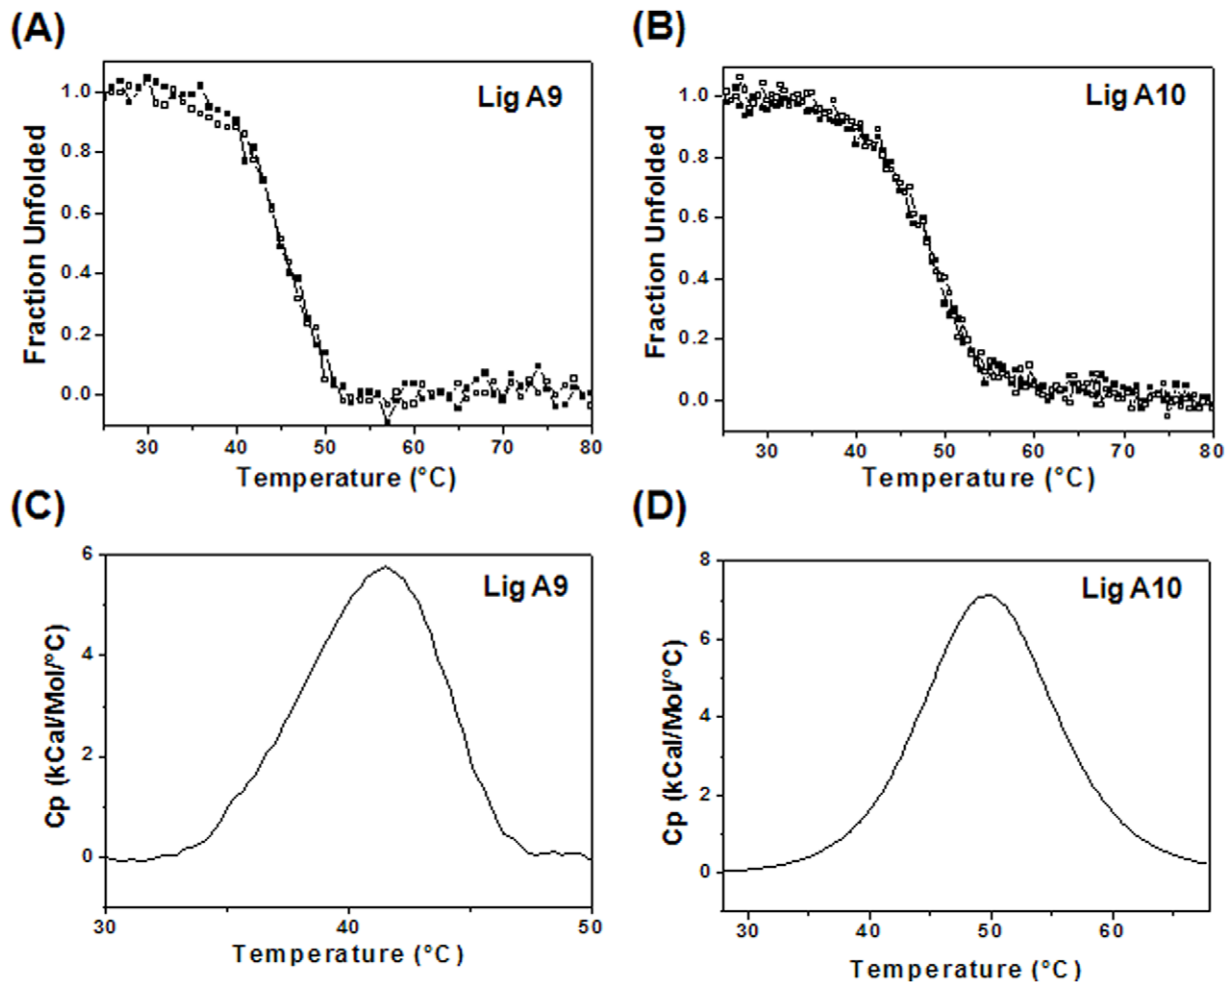 (A)
Lig A9
Fraction Unfolded
1.0
0.8
0.6
0.4
0.2
0.0
30 40 50 60 70 80
Temperature (°C)
(B)
Lig A10
Fraction Unfolded
1.0
0.8
0.6
0.4
0.2
0.0
30 40 50 60 70 80
Temperature (°C)
(C)
Lig A9
Cp (kCal/Mol/°C)
6
4
2
0
30 40 50
Temperature (°C)
(D)
Lig A10
Cp (kCal/Mol/°C)
8
6
4
2
0
30 40 50 60
Temperature (°C)